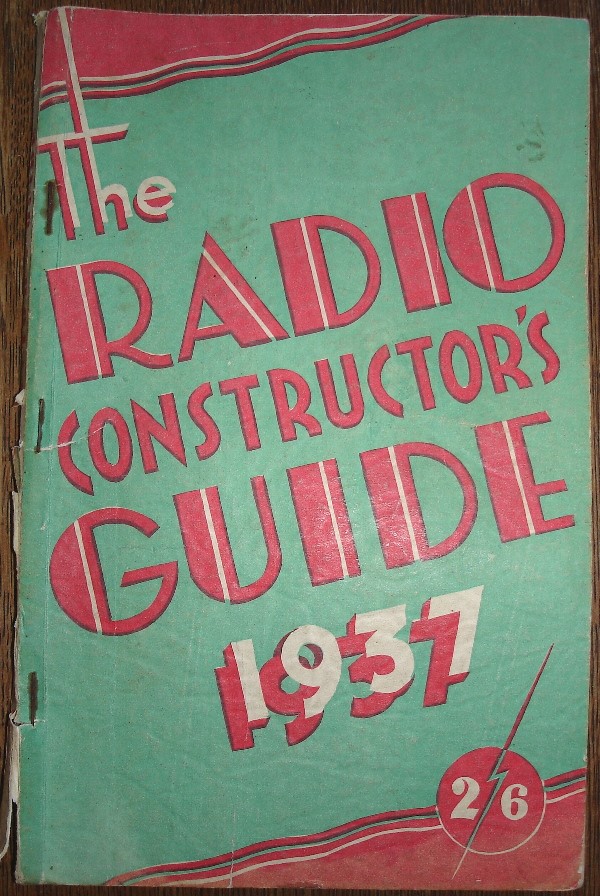 The
RADIO
CONSTRUCTOR'S
GUIDE
1937
2/6